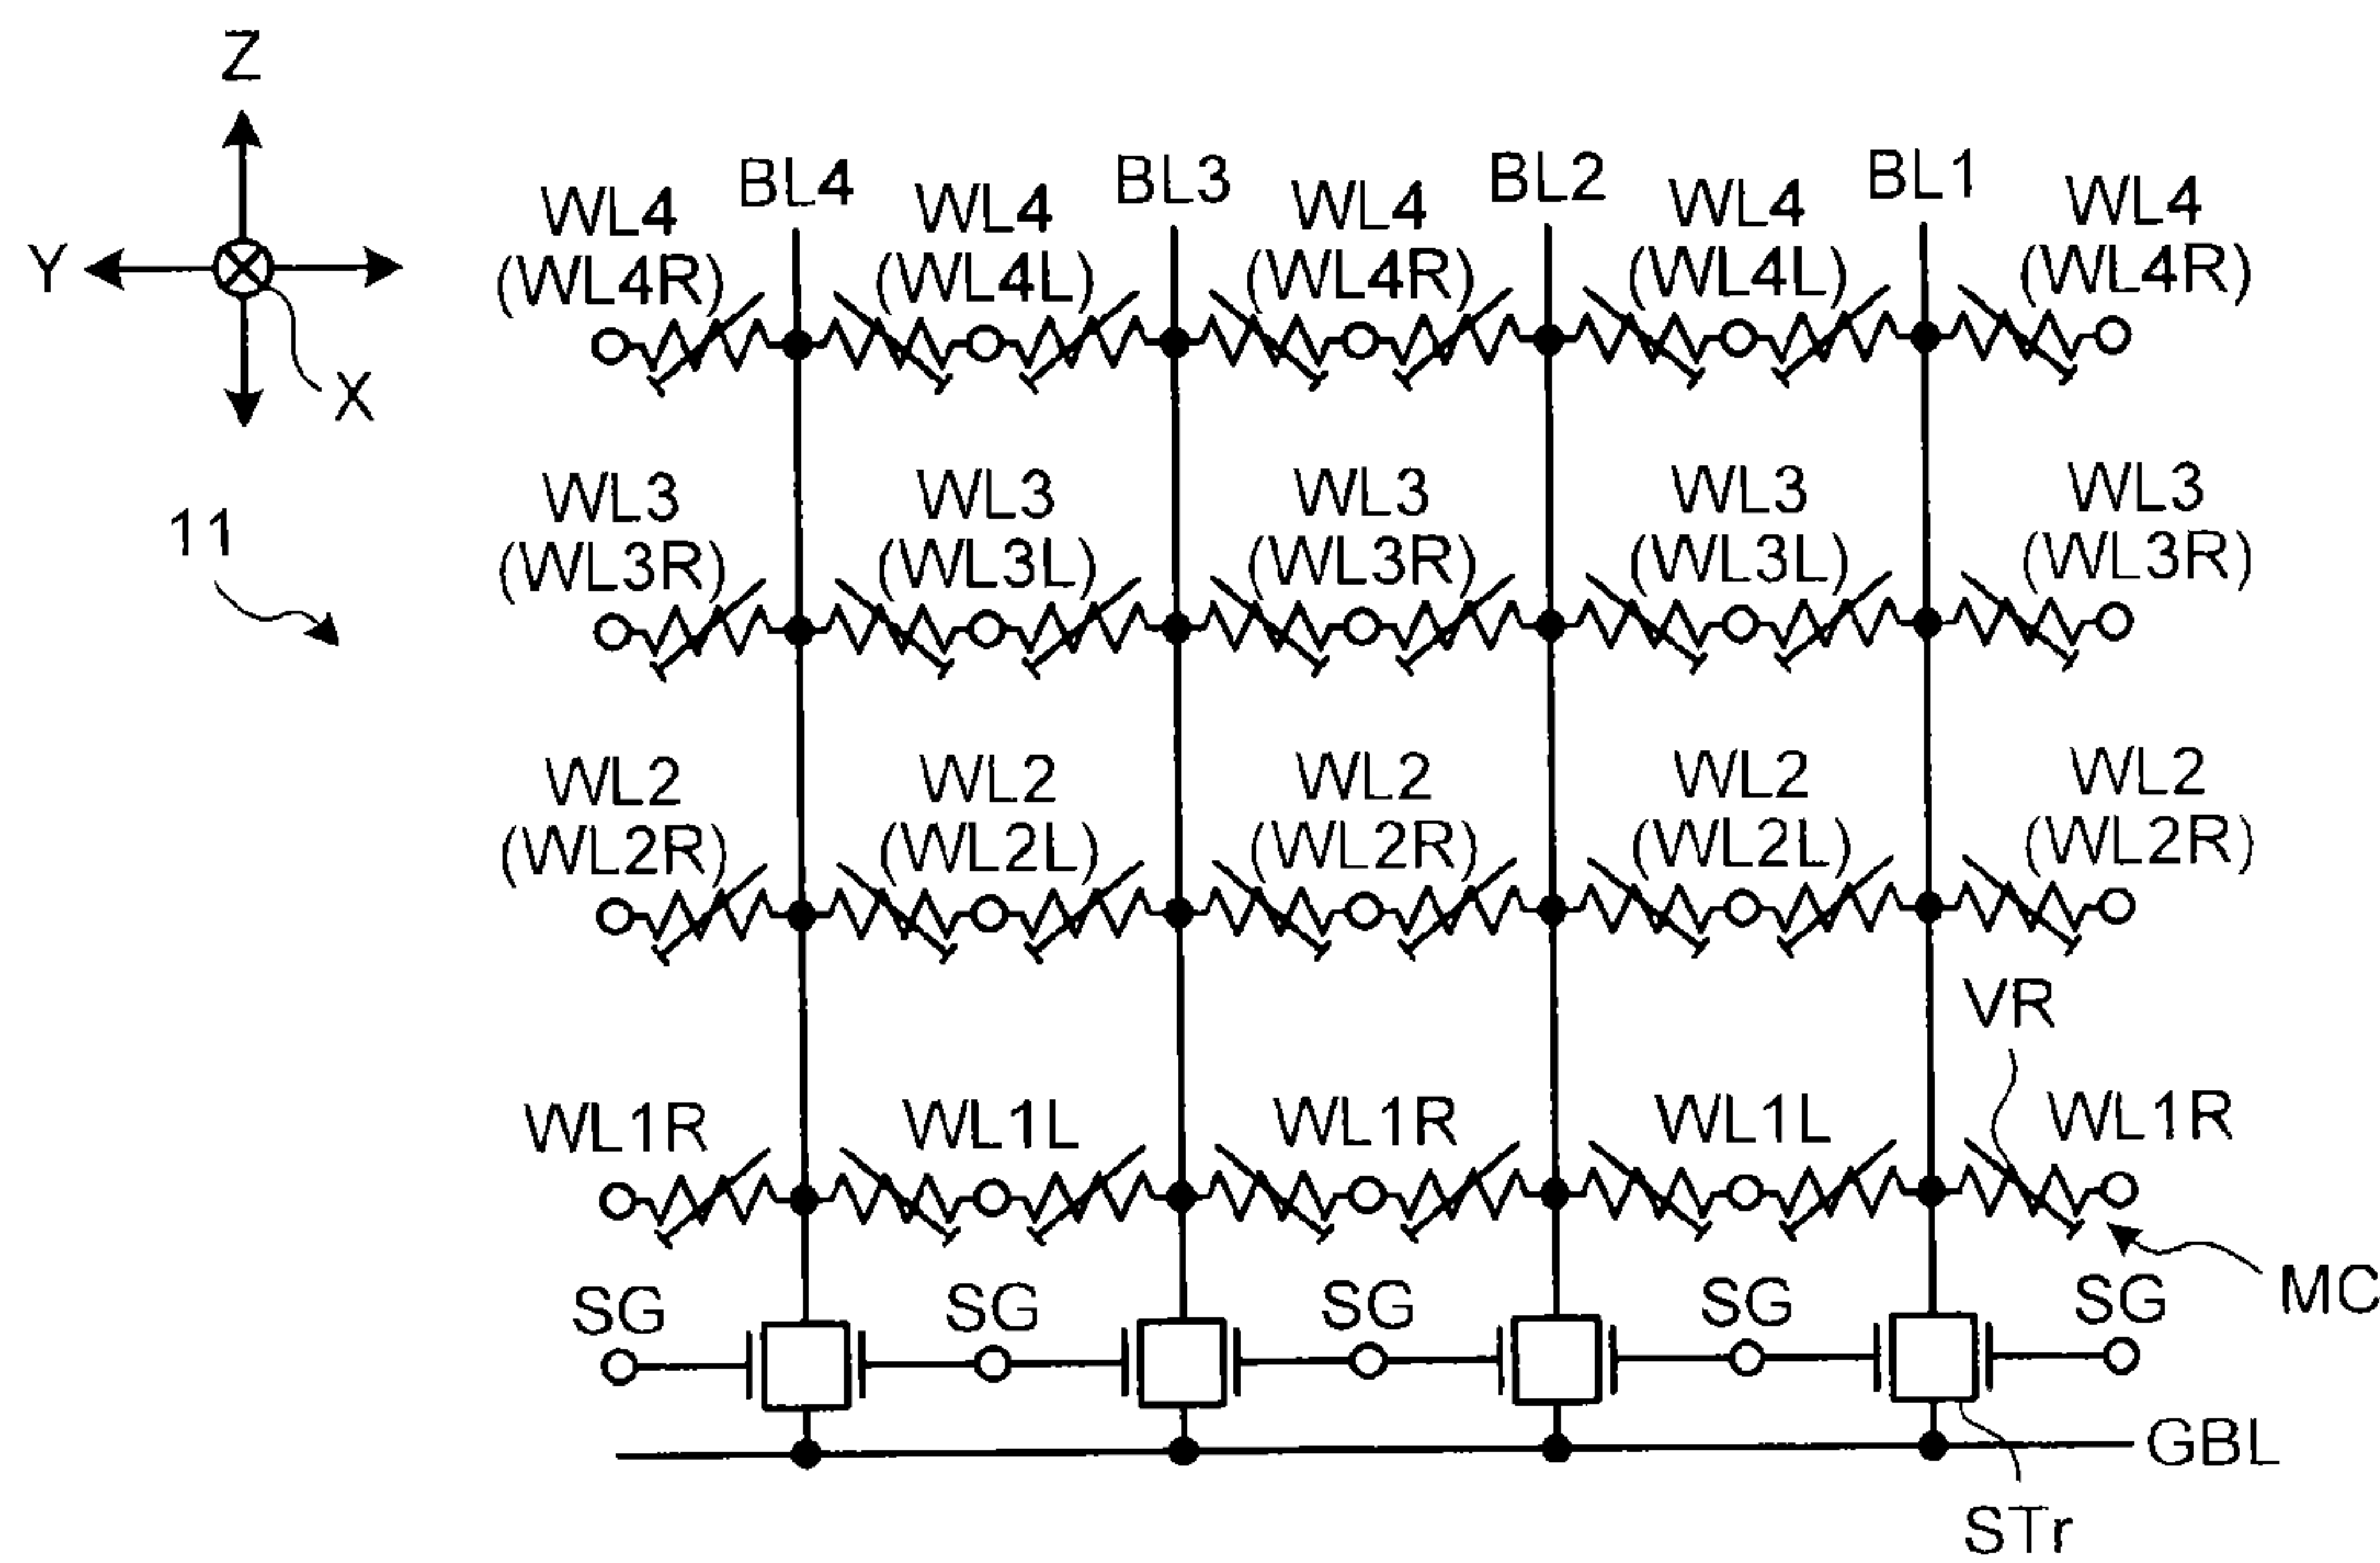 Z
Y
X
11
BL4 BL3 BL2 BL1
WL4 WL4 WL4 WL4 WL4
(WL4R) (WL4L) (WL4R) (WL4L) (WL4R)
WL3 WL3 WL3 WL3 WL3
(WL3R) (WL3L) (WL3R) (WL3L) (WL3R)
WL2 WL2 WL2 WL2 WL2
(WL2R) (WL2L) (WL2R) (WL2L) (WL2R)
VR
WL1R WL1L WL1R WL1L WL1R
MC
SG SG SG SG SG
GBL
STr